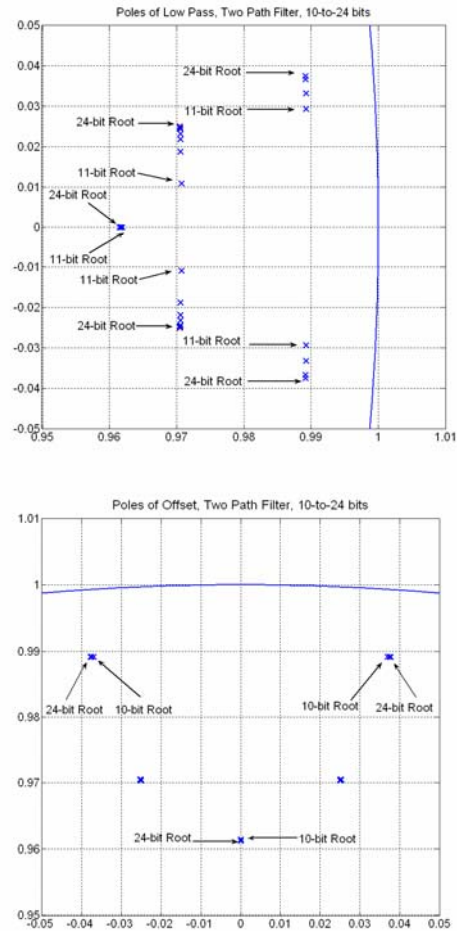 Poles of Low Pass, Two Path Filter, 10-to-24 bits
0.05
0.04
0.03
0.02
0.01
0
-0.01
-0.02
-0.03
-0.04
-0.05
24-bit Root
11-bit Root
24-bit Root
11-bit Root
24-bit Root
11-bit Root
11-bit Root
24-bit Root
11-bit Root
24-bit Root
0.95 0.96 0.97 0.98 0.99 1 1.01
Poles of Offset, Two Path Filter, 10-to-24 bits
1.01
1
0.99
0.98
0.97
0.96
0.95
24-bit Root 10-bit Root
10-bit Root 24-bit Root
24-bit Root 10-bit Root
-0.05 -0.04 -0.03 -0.02 -0.01 0 0.01 0.02 0.03 0.04 0.05